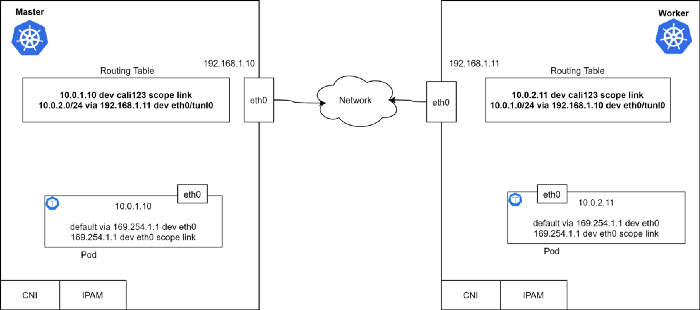 Master
192.168.1.10
Routing Table
10.0.1.10 dev cali123 scope link
10.0.2.0/24 via 192.168.1.11 dev eth0/tunl0
eth0
eth0
10.0.1.10
default via 169.254.1.1 dev eth0
169.254.1.1 dev eth0 scope link
Pod
CNI
IPAM
Network
Worker
192.168.1.11
Routing Table
10.0.2.11 dev cali123 scope link
10.0.1.0/24 via 192.168.1.10 dev eth0/tunl0
eth0
eth0
10.0.2.11
default via 169.254.1.1 dev eth0
169.254.1.1 dev eth0 scope link
Pod
CNI
IPAM